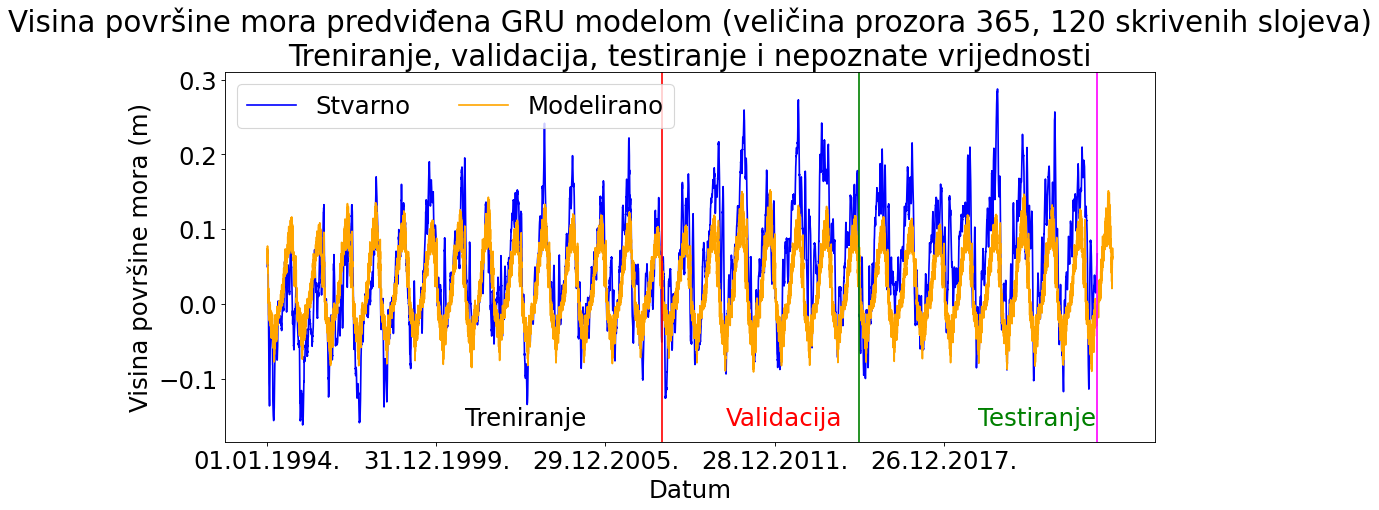 Visina površine mora predviđena GRU modelom (veličina prozora 365, 120 skrivenih slojeva)
Treniranje, validacija, testiranje i nepoznate vrijednosti
Stvarno
Modelirano
Visina površine mora (m)
0.3
0.2
0.1
0.0
−0.1
Treniranje
Validacija
Testiranje
01.01.1994.
31.12.1999.
29.12.2005.
28.12.2011.
26.12.2017.
Datum